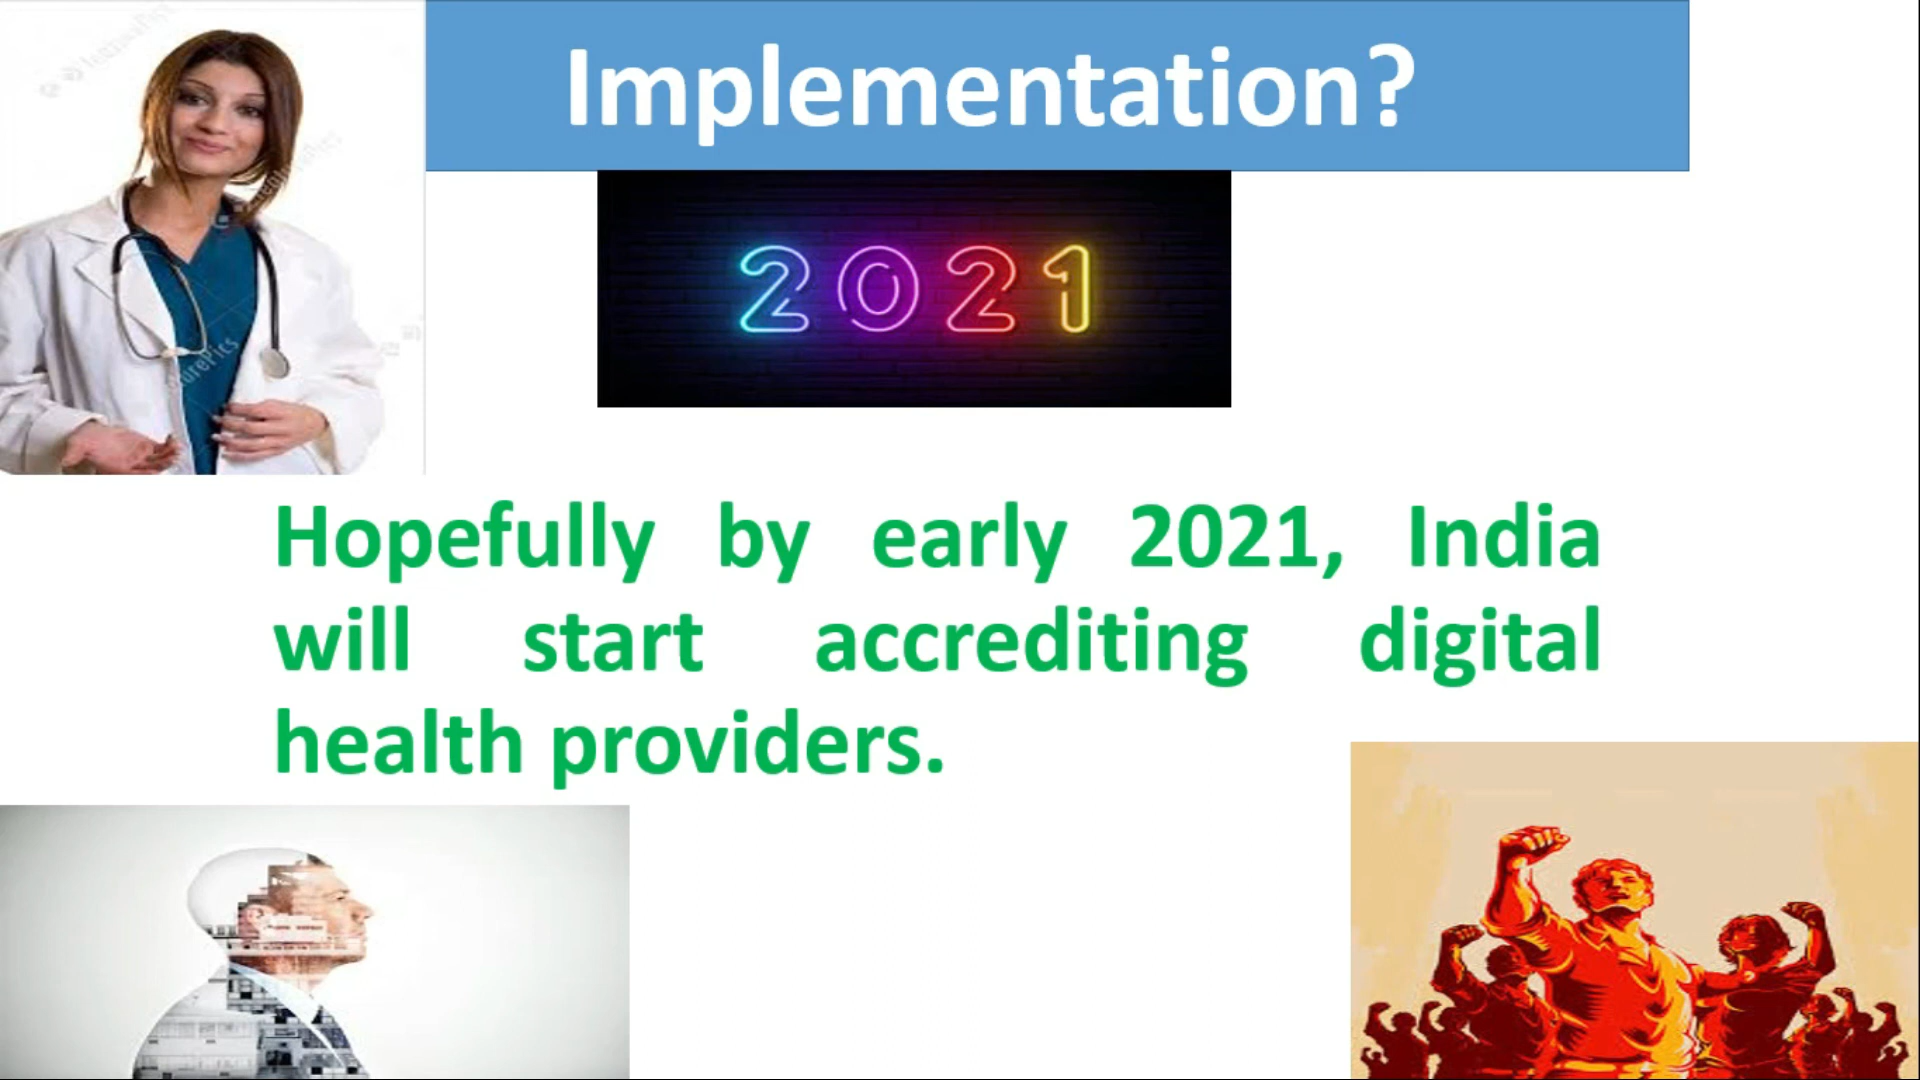 Implementation?
2021
Hopefully by early 2021, India
will start accrediting digital
health providers.